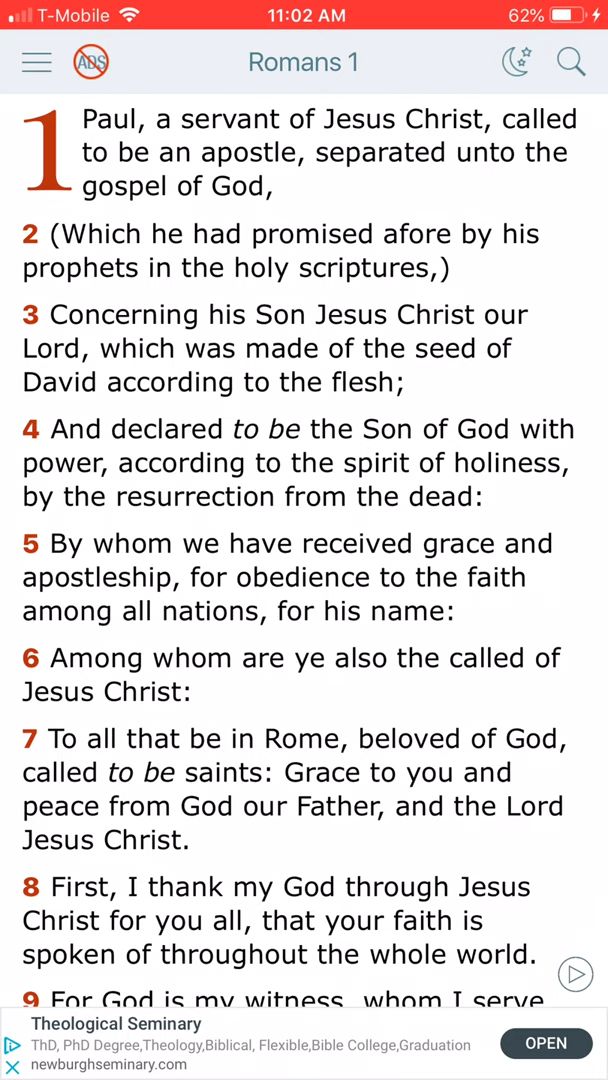 T-Mobile 11:02 AM 62%
ADS Romans 1
1 Paul, a servant of Jesus Christ, called
to be an apostle, separated unto the
gospel of God,
2 (Which he had promised afore by his
prophets in the holy scriptures,)
3 Concerning his Son Jesus Christ our
Lord, which was made of the seed of
David according to the flesh;
4 And declared to be the Son of God with
power, according to the spirit of holiness,
by the resurrection from the dead:
5 By whom we have received grace and
apostleship, for obedience to the faith
among all nations, for his name:
6 Among whom are ye also the called of
Jesus Christ:
7 To all that be in Rome, beloved of God,
called to be saints: Grace to you and
peace from God our Father, and the Lord
Jesus Christ.
8 First, I thank my God through Jesus
Christ for you all, that your faith is
spoken of throughout the whole world.
9 For God is my witness, whom I serve
Theological Seminary
ThD, PhD Degree,Theology,Biblical, Flexible,Bible College,Graduation
newburghseminary.com
OPEN